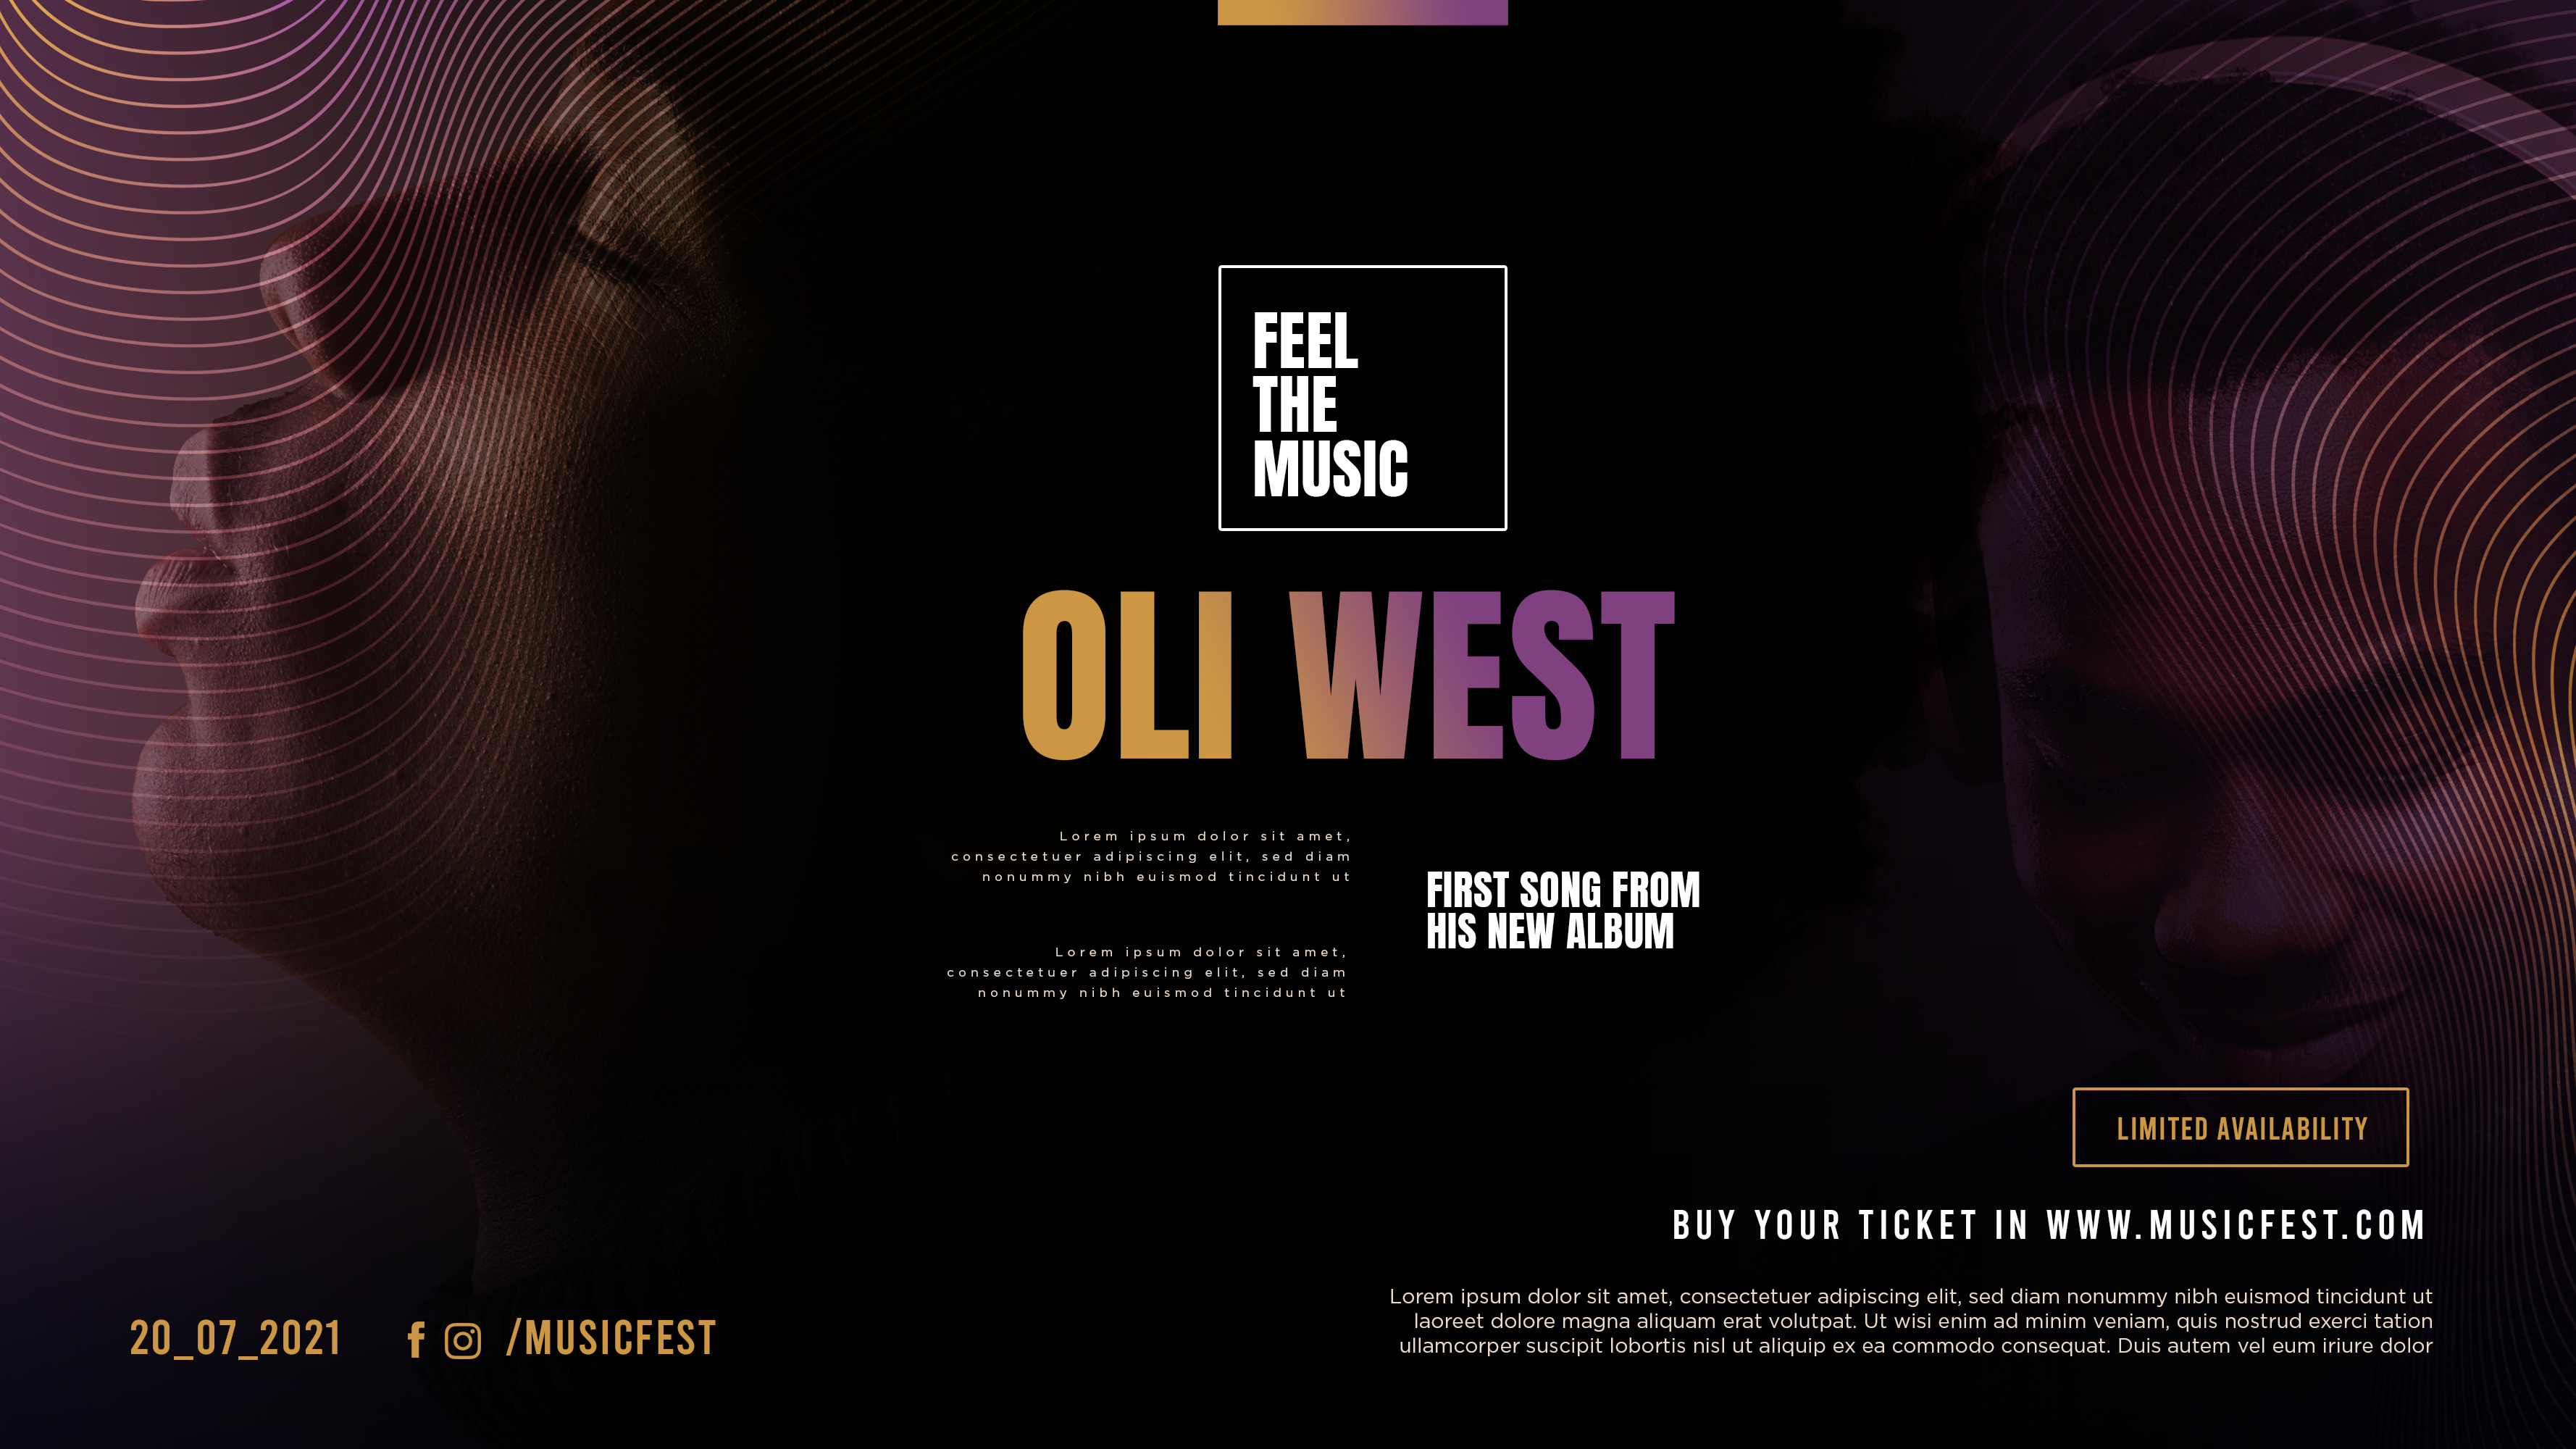 FEEL
THE
MUSIC
OLI WEST
Lorem ipsum dolor sit amet,
consectetuer adipiscing elit, sed diam
nonummy nibh euismod tincidunt ut
Lorem ipsum dolor sit amet,
consectetuer adipiscing elit, sed diam
nonummy nibh euismod tincidunt ut
FIRST SONG FROM
HIS NEW ALBUM
LIMITED AVAILABILITY
BUY YOUR TICKET IN WWW.MUSICFEST.COM
Lorem ipsum dolor sit amet, consectetuer adipiscing elit, sed diam nonummy nibh euismod tincidunt ut
laoreet dolore magna aliquam erat volutpat. Ut wisi enim ad minim veniam, quis nostrud exerci tation
ullamcorper suscipit lobortis nisl ut aliquip ex ea commodo consequat. Duis autem vel eum iriure dolor
20_07_2021
/MUSICFEST